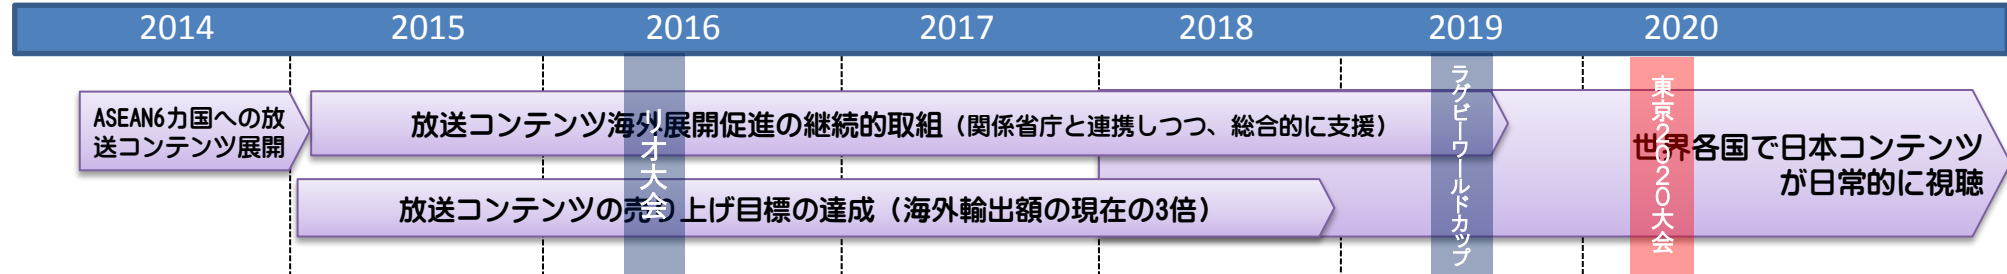 2014 2015 2016 2017 2018 2019 2020
ASEAN6カ国への放
送コンテンツ展開
放送コンテンツ海外展開促進の継続的取組（関係省庁と連携しつつ、総合的に支援）
放送コンテンツの売り上げ目標の達成（海外輸出額の現在の3倍）
リオ大会
ラグビーワールドカップ
東京2020大会
世界各国で日本コンテンツ
が日常的に視聴